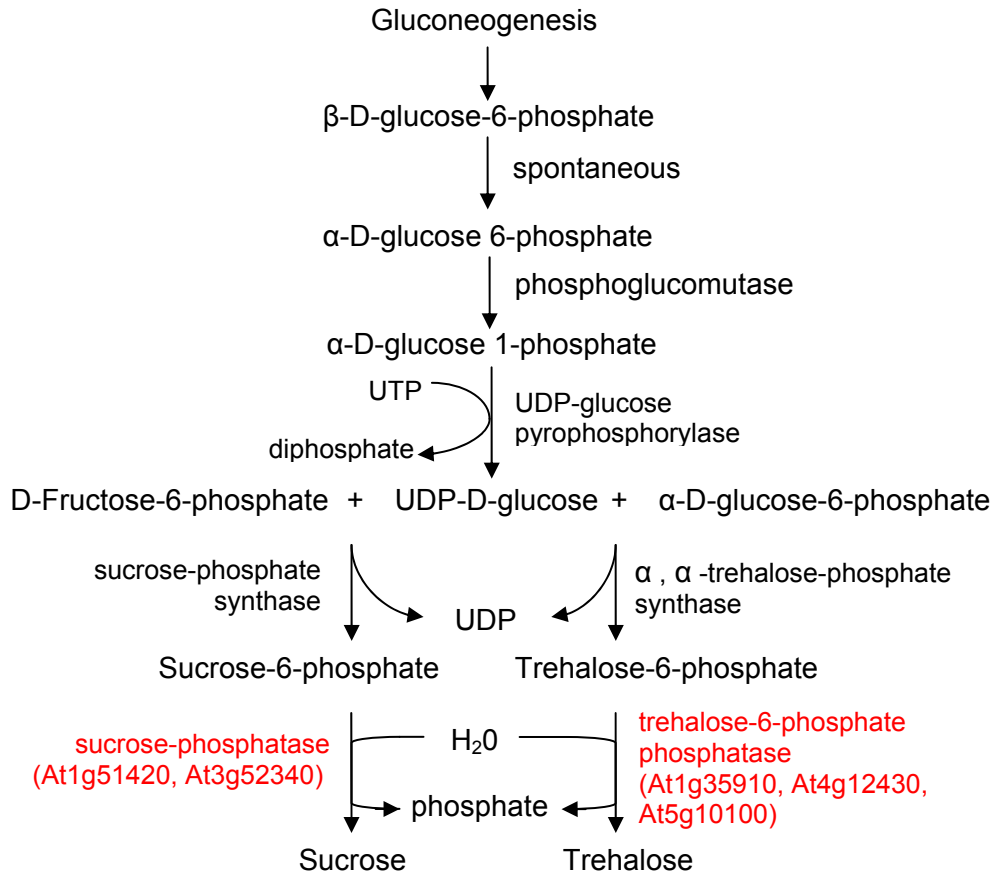 Gluconeogenesis
β-D-glucose-6-phosphate
spontaneous
α-D-glucose 6-phosphate
phosphoglucomutase
α-D-glucose 1-phosphate
UTP
UDP-glucose
pyrophosphorylase
diphosphate
D-Fructose-6-phosphate + UDP-D-glucose + α-D-glucose-6-phosphate
sucrose-phosphate
synthase
α , α -trehalose-phosphate
synthase
UDP
Sucrose-6-phosphate Trehalose-6-phosphate
sucrose-phosphatase
(At1g51420, At3g52340)
H₂0
trehalose-6-phosphate
phosphatase
(At1g35910, At4g12430,
At5g10100)
phosphate
Sucrose Trehalose